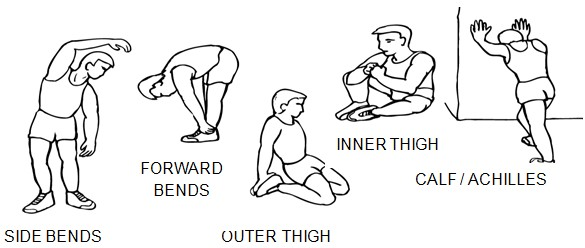 INNER THIGH
FORWARD
BENDS
CALF / ACHILLES
SIDE BENDS
OUTER THIGH